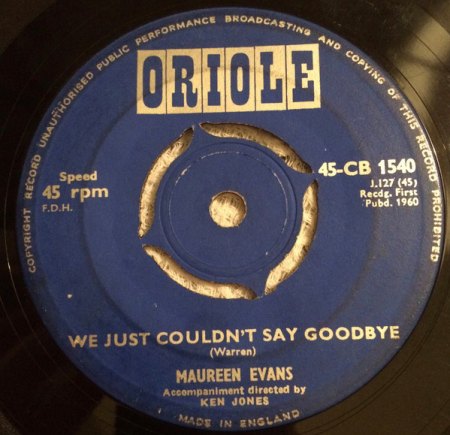 COPYRIGHT RECORD UNAUTHORISED PUBLIC PERFORMANCE BROADCASTING AND COPYING OF THIS RECORD PROHIBITED
ORIOLE
Speed
45 rpm
F.D.H.
45-CB 1540
J.127 (45)
Recdg. First
Pubd. 1960
WE JUST COULDN'T SAY GOODBYE
(Warren)
MAUREEN EVANS
Accompaniment directed by
KEN JONES
MADE IN ENGLAND